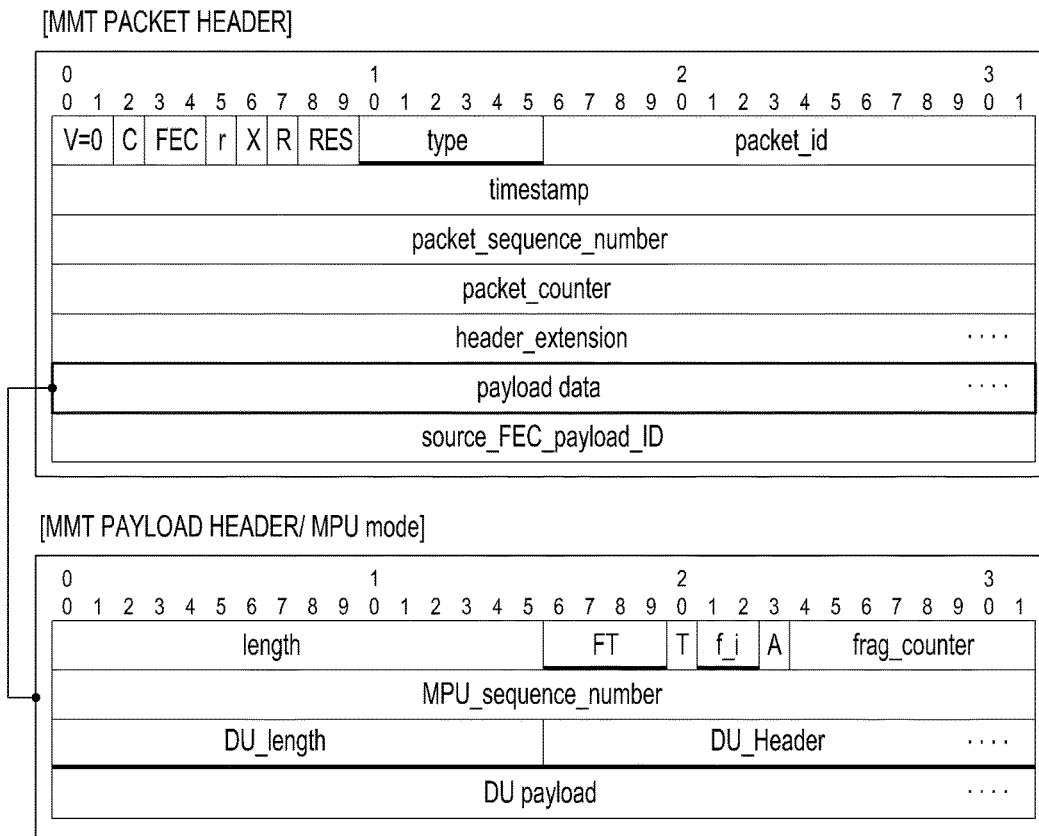 [MMT PACKET HEADER]
0 1 2 3
0 1 2 3 4 5 6 7 8 9 0 1 2 3 4 5 6 7 8 9 0 1 2 3 4 5 6 7 8 9 0 1
V=0 C FEC r X R RES type packet_id
timestamp
packet_sequence_number
packet_counter
header_extension ....
payload data ....
source_FEC_payload_ID
[MMT PAYLOAD HEADER/ MPU mode]
0 1 2 3
0 1 2 3 4 5 6 7 8 9 0 1 2 3 4 5 6 7 8 9 0 1 2 3 4 5 6 7 8 9 0 1
length FT T f_i A frag_counter
MPU_sequence_number
DU_length DU_Header ....
DU payload ....